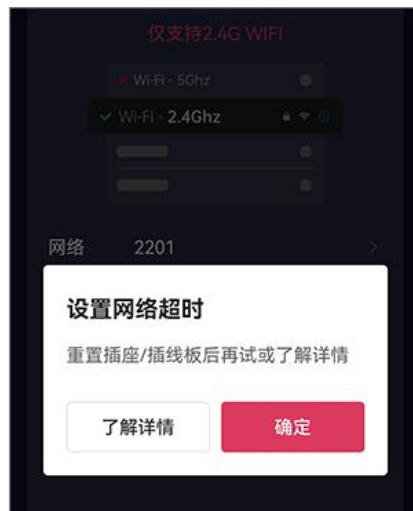 仅支持2.4G WIFI
Wi-Fi - 5Ghz
Wi-Fi - 2.4Ghz
网络 2201
设置网络超时
重置插座/插线板后再试或了解详情
了解详情 确定